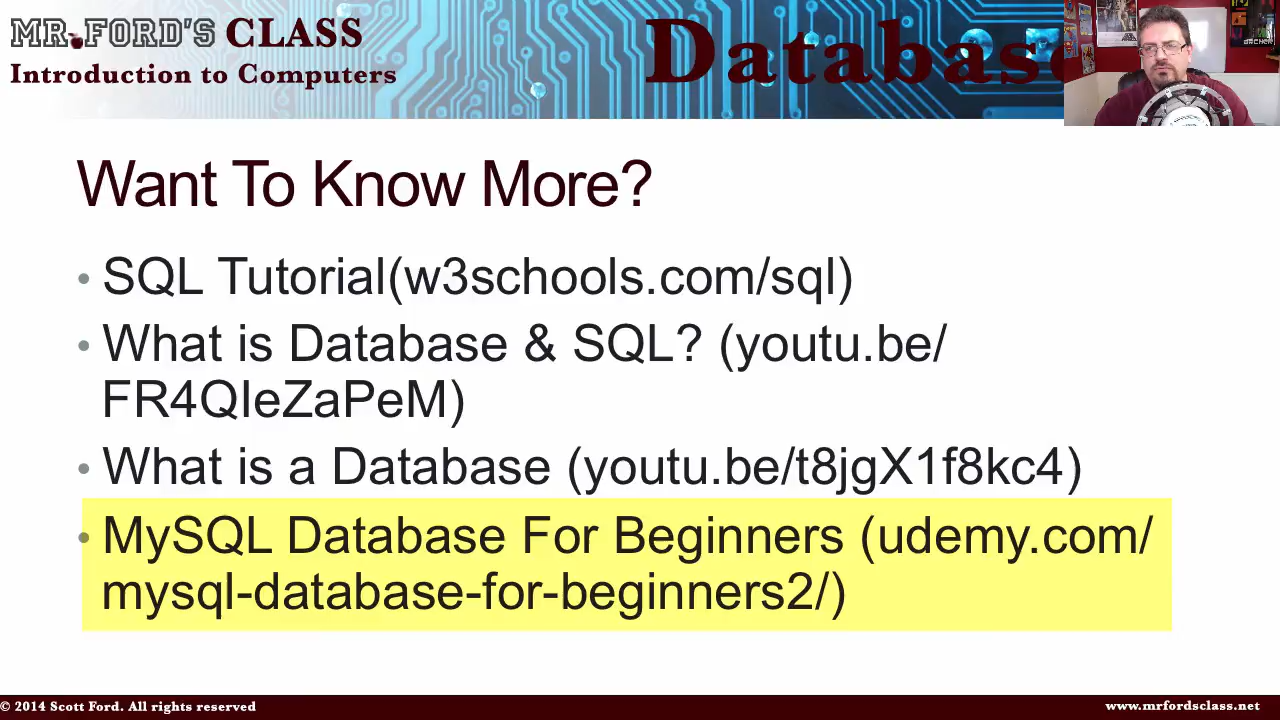 MR.FORD'S CLASS
Introduction to Computers
Database
ARCHER
Want To Know More?
• SQL Tutorial(w3schools.com/sql)
• What is Database & SQL? (youtu.be/
FR4QIeZaPeM)
• What is a Database (youtu.be/t8jgX1f8kc4)
• MySQL Database For Beginners (udemy.com/
mysql-database-for-beginners2/)
© 2014 Scott Ford. All rights reserved
www.mrfordsclass.net